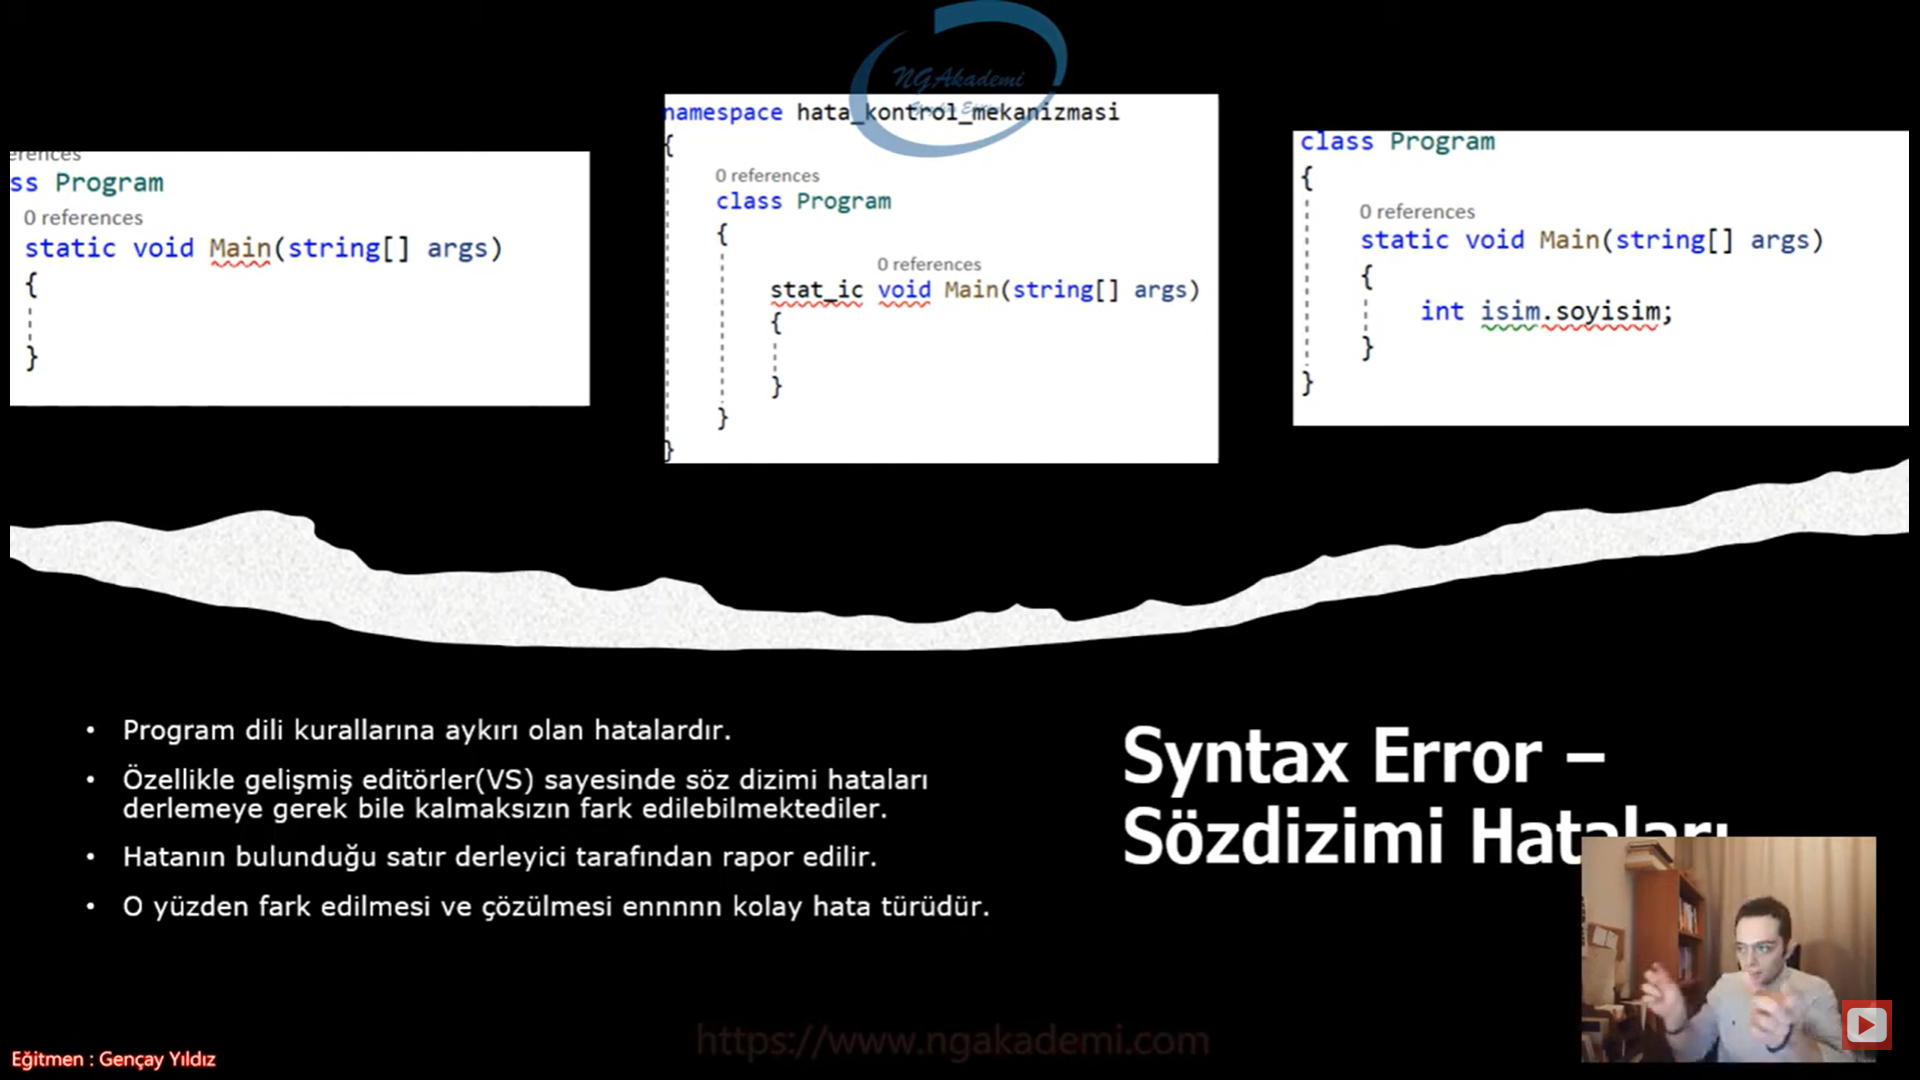 NGAkademi
namespace hata_kontrol_mekanizmasi
{
0 references
class Program
{
0 references
stat_ic void Main(string[] args)
{
}
}
}
erences
ss Program
0 references
static void Main(string[] args)
{
}
class Program
{
0 references
static void Main(string[] args)
{
int isim.soyisim;
}
}
• Program dili kurallarına aykırı olan hatalardır.
• Özellikle gelişmiş editörler(VS) sayesinde söz dizimi hataları
derlemeye gerek bile kalmaksızın fark edilebilmektediler.
• Hatanın bulunduğu satır derleyici tarafından rapor edilir.
• O yüzden fark edilmesi ve çözülmesi ennnnn kolay hata türüdür.
Syntax Error –
Sözdizimi Hataları
https://www.ngakademi.com
Eğitmen : Gençay Yıldız